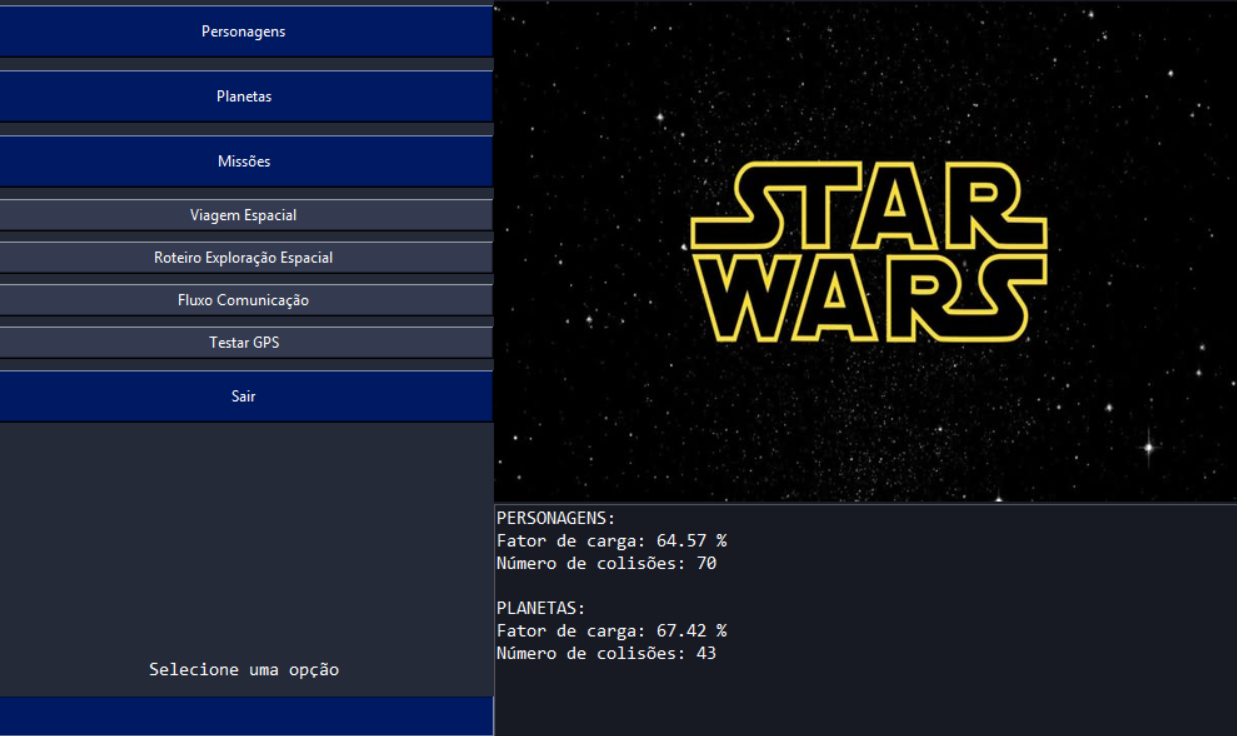 Personagens
Planetas
Missões
Viagem Espacial
Roteiro Exploração Espacial
Fluxo Comunicação
Testar GPS
Sair
Selecione uma opção
STAR
WARS
PERSONAGENS:
Fator de carga: 64.57 %
Número de colisões: 70
PLANETAS:
Fator de carga: 67.42 %
Número de colisões: 43